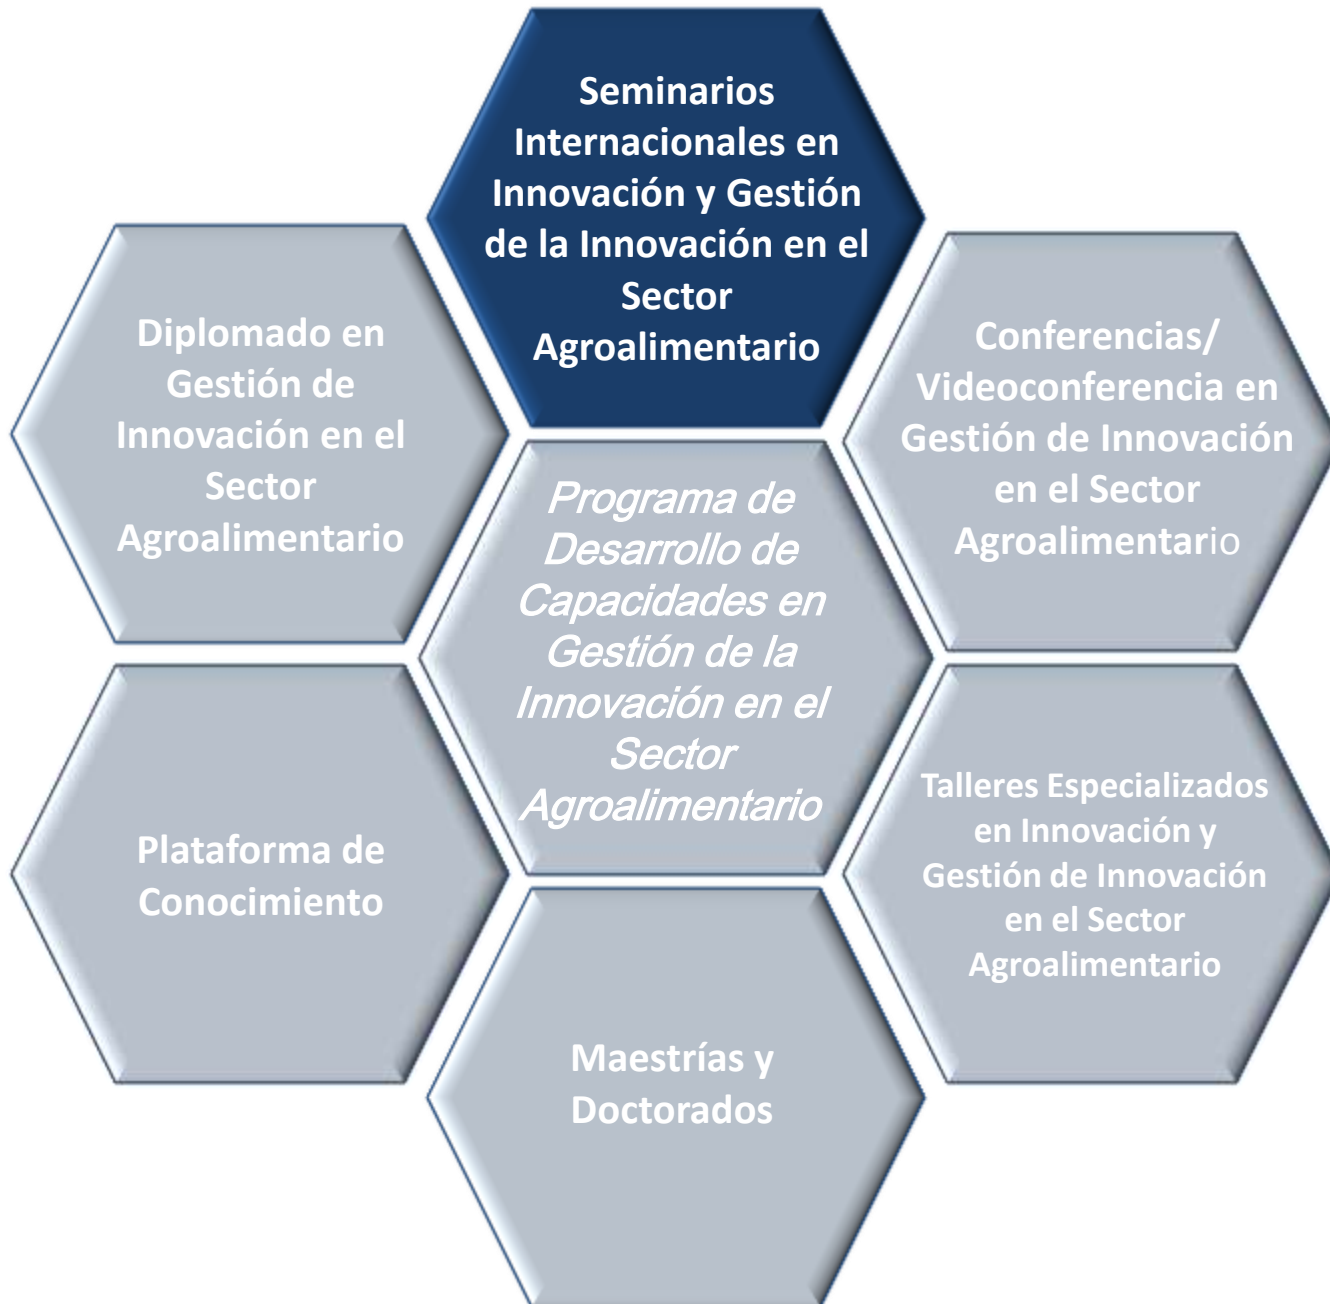 Seminarios
Internacionales en
Innovación y Gestión
de la Innovación en el
Sector
Agroalimentario
Diplomado en
Gestión de
Innovación en el
Sector
Agroalimentario
Conferencias/
Videoconferencia en
Gestión de Innovación
en el Sector
Agroalimentario
Programa de
Desarrollo de
Capacidades en
Gestión de la
Innovación en el
Sector
Agroalimentario
Plataforma de
Conocimiento
Talleres Especializados
en Innovación y
Gestión de Innovación
en el Sector
Agroalimentario
Maestrías y
Doctorados